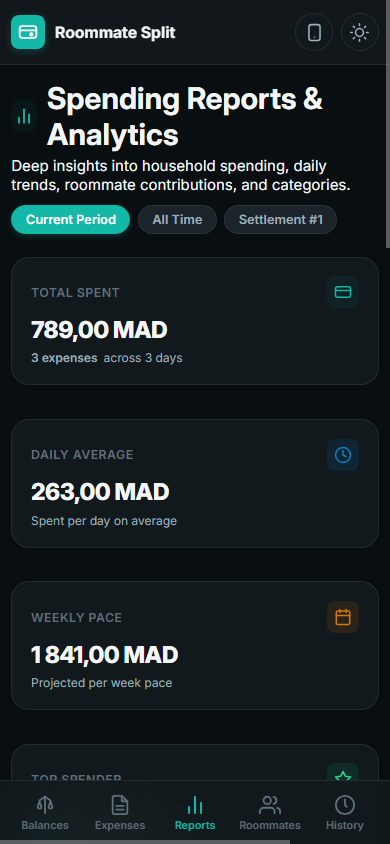 Roommate Split
Spending Reports &
Analytics
Deep insights into household spending, daily
trends, roommate contributions, and categories.
Current Period All Time Settlement #1
TOTAL SPENT
789,00 MAD
3 expenses across 3 days
DAILY AVERAGE
263,00 MAD
Spent per day on average
WEEKLY PACE
1 841,00 MAD
Projected per week pace
TOP SPENDER
Balances Expenses Reports Roommates History